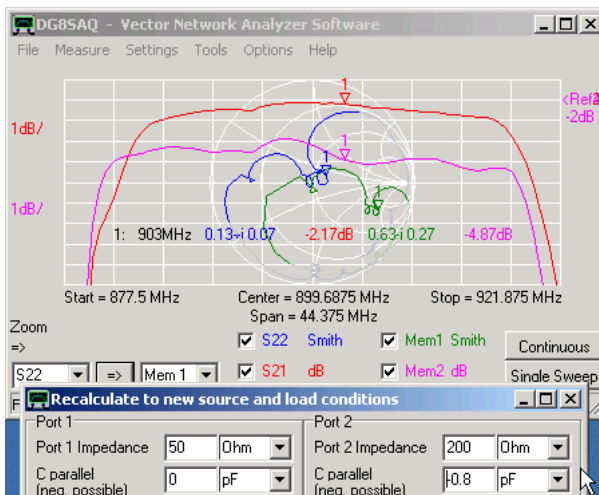 DG8SAQ - Vector Network Analyzer Software
File Measure Settings Tools Options Help
1 <Ref2
-2dB
1dB/
1
1
1
1dB/
1: 903MHz 0.13-i 0.07 -2.17dB 0.63-i 0.27 -4.87dB
Start = 877.5 MHz Center = 899.6875 MHz Stop = 921.875 MHz
Span = 44.375 MHz
Zoom
=>
S22 Smith Mem1 Smith Continuous
S22 => Mem 1 S21 dB Mem2 dB Single Sweep
F
Recalculate to new source and load conditions
Port 1 Port 2
Port 1 Impedance 50 Ohm Port 2 Impedance 200 Ohm
C parallel 0 pF C parallel -0.8 pF
(neg. possible) (neg. possible)